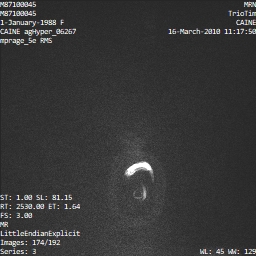 M87100045
MRN
M87100045
TrioTim
1-January-1988 F
CAINE
CAINE agHyper_06267
16-March-2010 11:17:50
mprage_5e RMS
ST: 1.00 SL: 81.15
RT: 2530.00 ET: 1.64
FS: 3.00
MR
LittleEndianExplicit
Images: 174/192
Series: 3
WL: 45 WW: 129